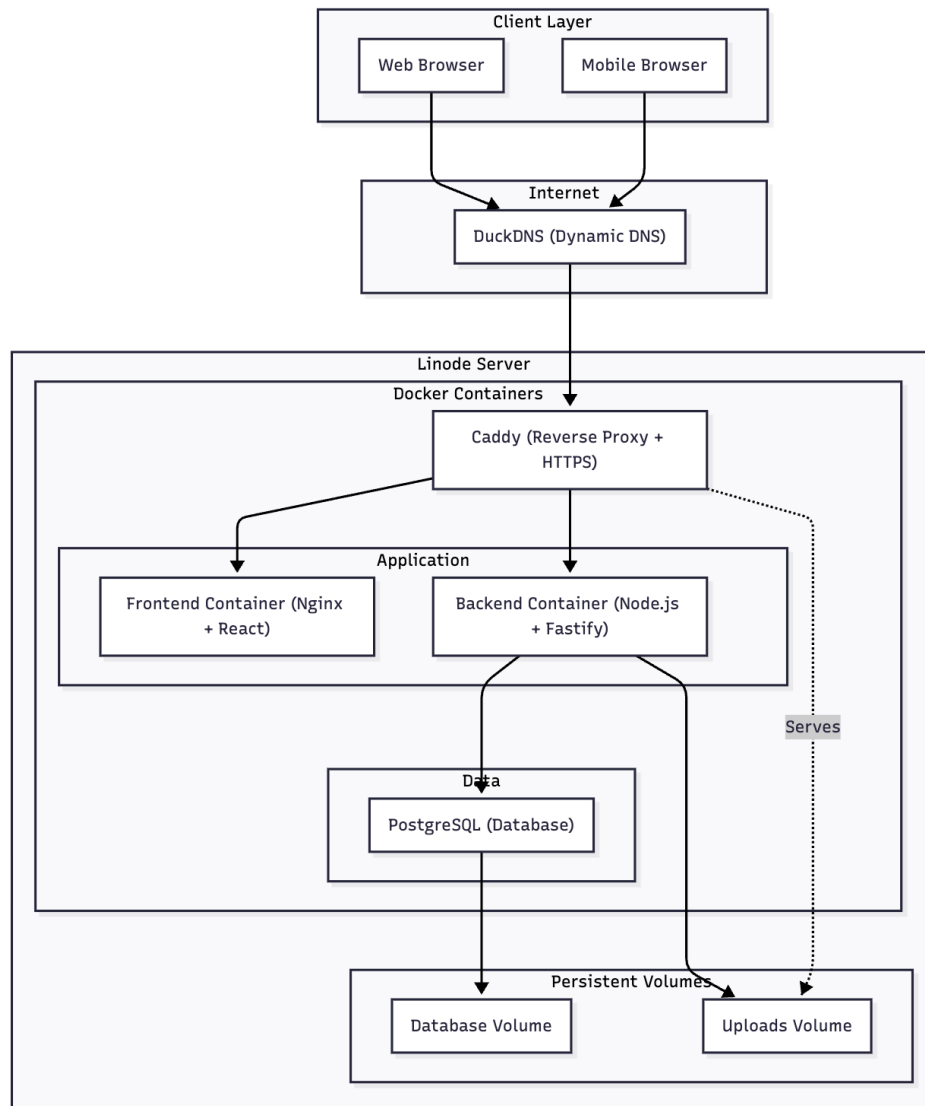 Client Layer
Web Browser
Mobile Browser
Internet
DuckDNS (Dynamic DNS)
Linode Server
Docker Containers
Caddy (Reverse Proxy +
HTTPS)
Application
Frontend Container (Nginx
+ React)
Backend Container (Node.js
+ Fastify)
Serves
Data
PostgreSQL (Database)
Persistent Volumes
Database Volume
Uploads Volume